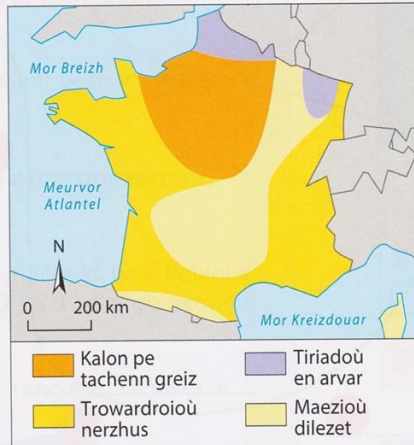 Mor Breizh
Meurvor
Atlantel
N
0 200 km
Mor Kreizdouar
Kalon pe
tachenn greiz
Trowardroioù
nerzhus
Tiriadoù
en arvar
Maezioù
dilezet